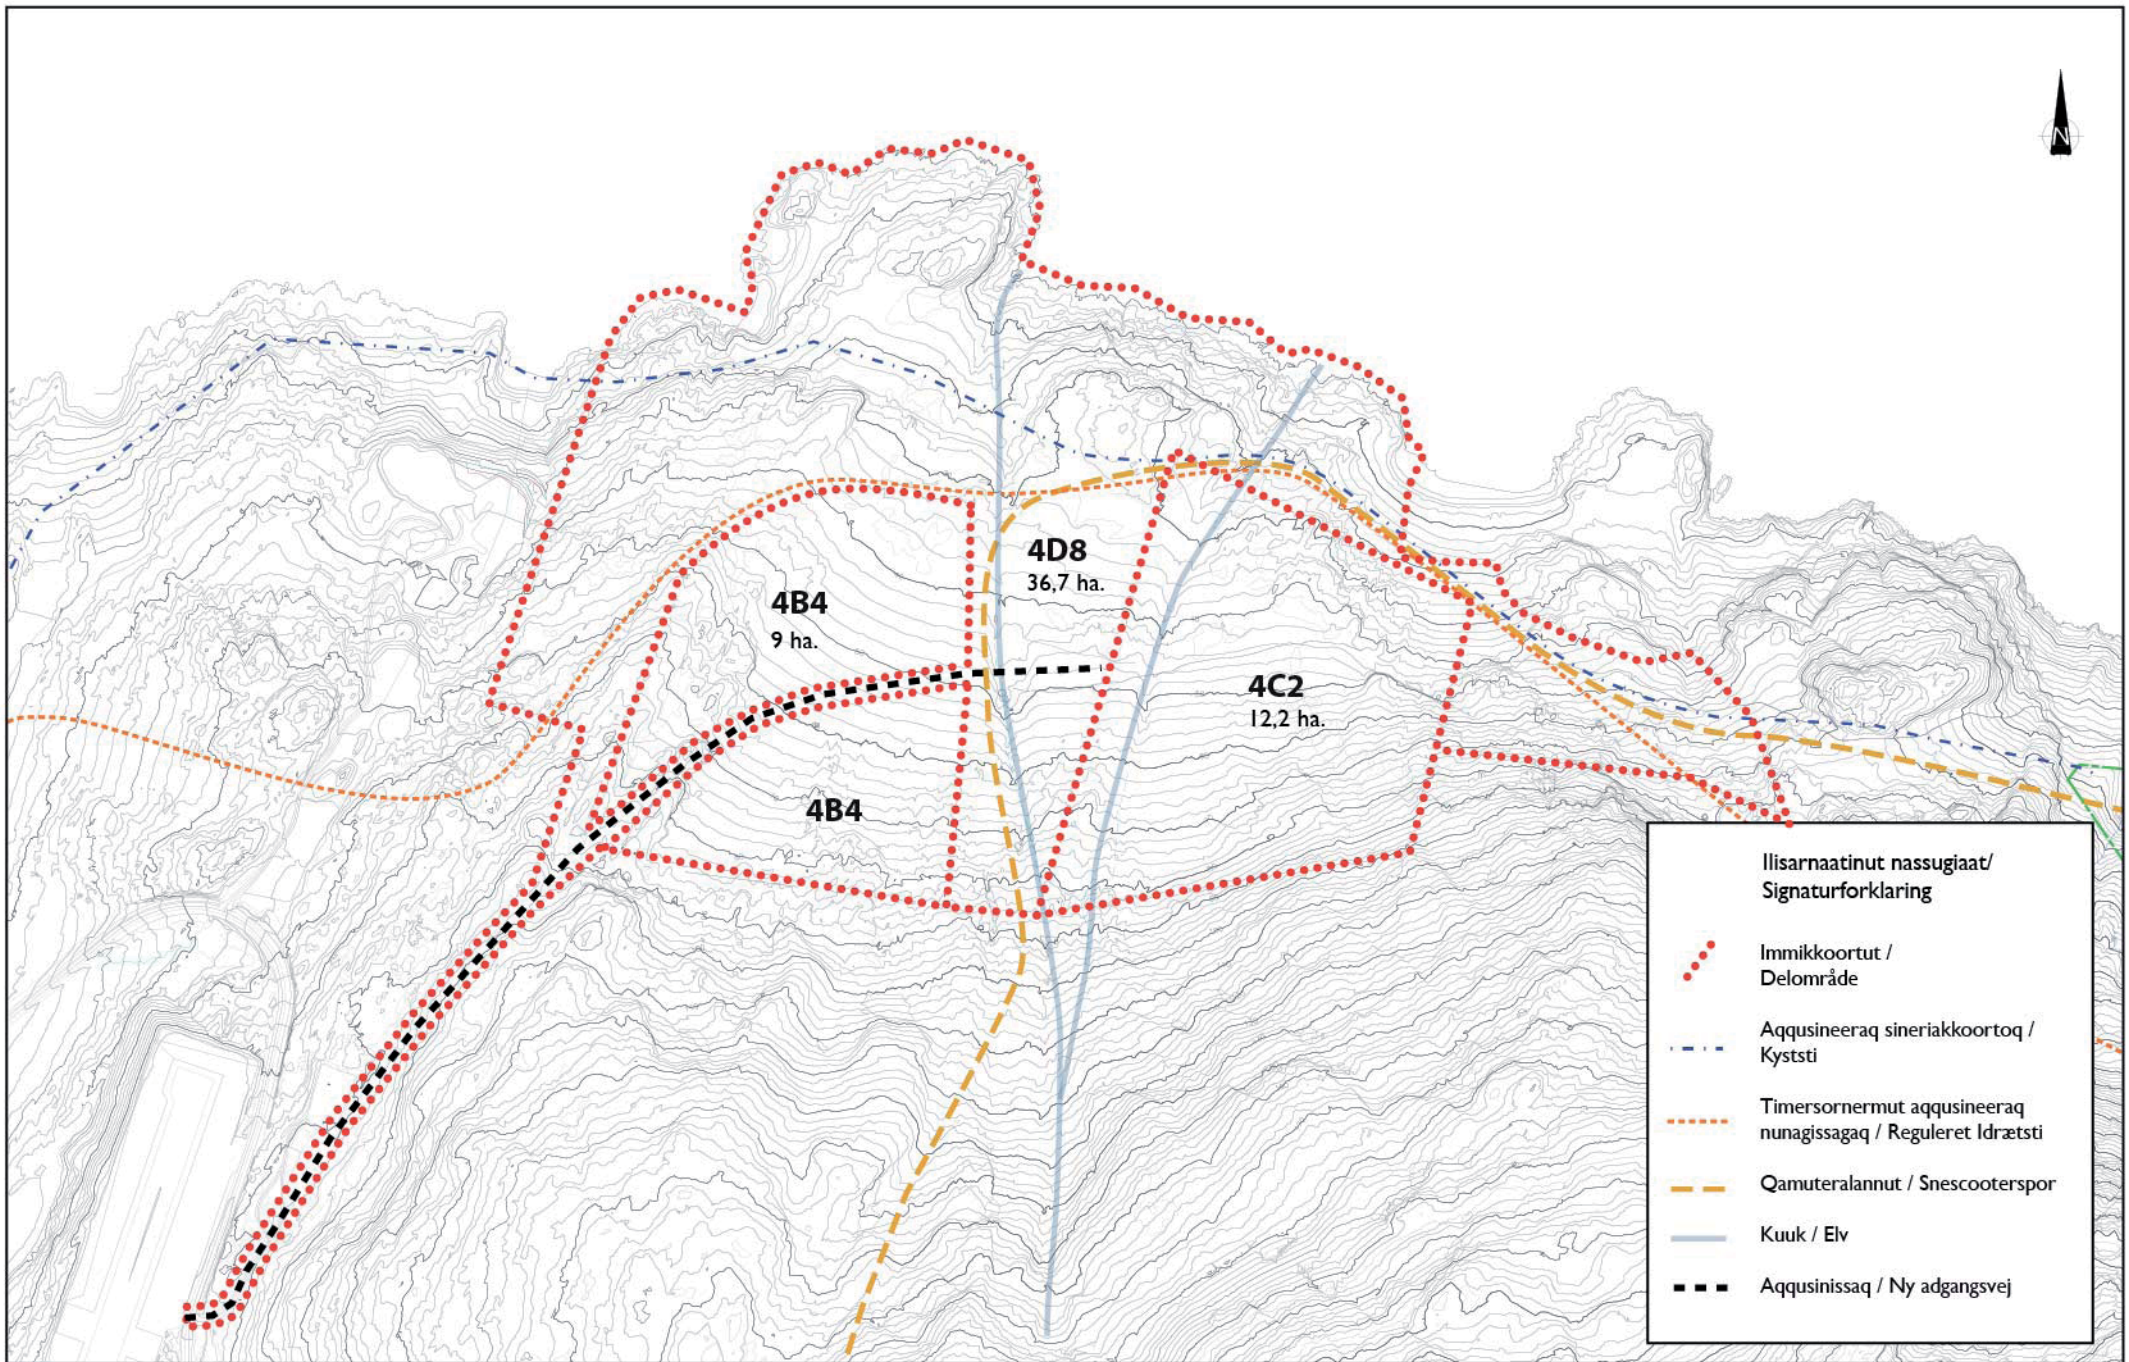 N
4D8
36,7 ha.
4B4
9 ha.
4C2
12,2 ha.
4B4
Ilisarnaatinut nassugiaat/
Signaturforklaring
Immikkoortut /
Delområde
Aqqusineeraq sineriakkoortoq /
Kyststi
Timersornermut aqqusineeraq
nunagissagaq / Reguleret Idrætsti
Qamuteralannut / Snescooterspor
Kuuk / Elv
Aqqusinissaq / Ny adgangsvej